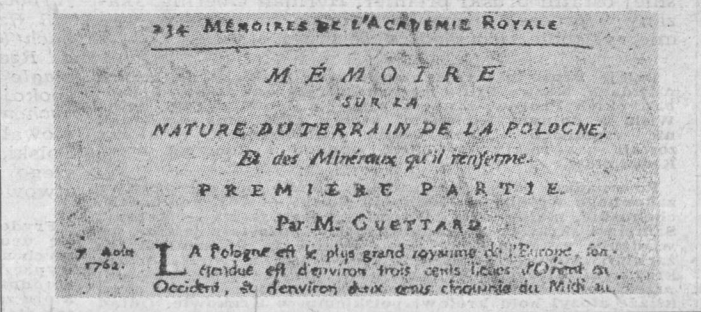 234 MÉMOIRES DE L'ACADÉMIE ROYALE
MÉMOIRE
SUR LA
NATURE DU TERRAIN DE LA POLOGNE,
Et des Minéraux qu'il renferme.
PREMIÈRE PARTIE.
Par M. GUETTARD
7 Août
1762.
LA Pologne est le plus grand royaume de l'Europe, son
étendue est d'environ trois cents lieues d'Orient en
Occident, & d'environ deux cens cinquante du Midi au